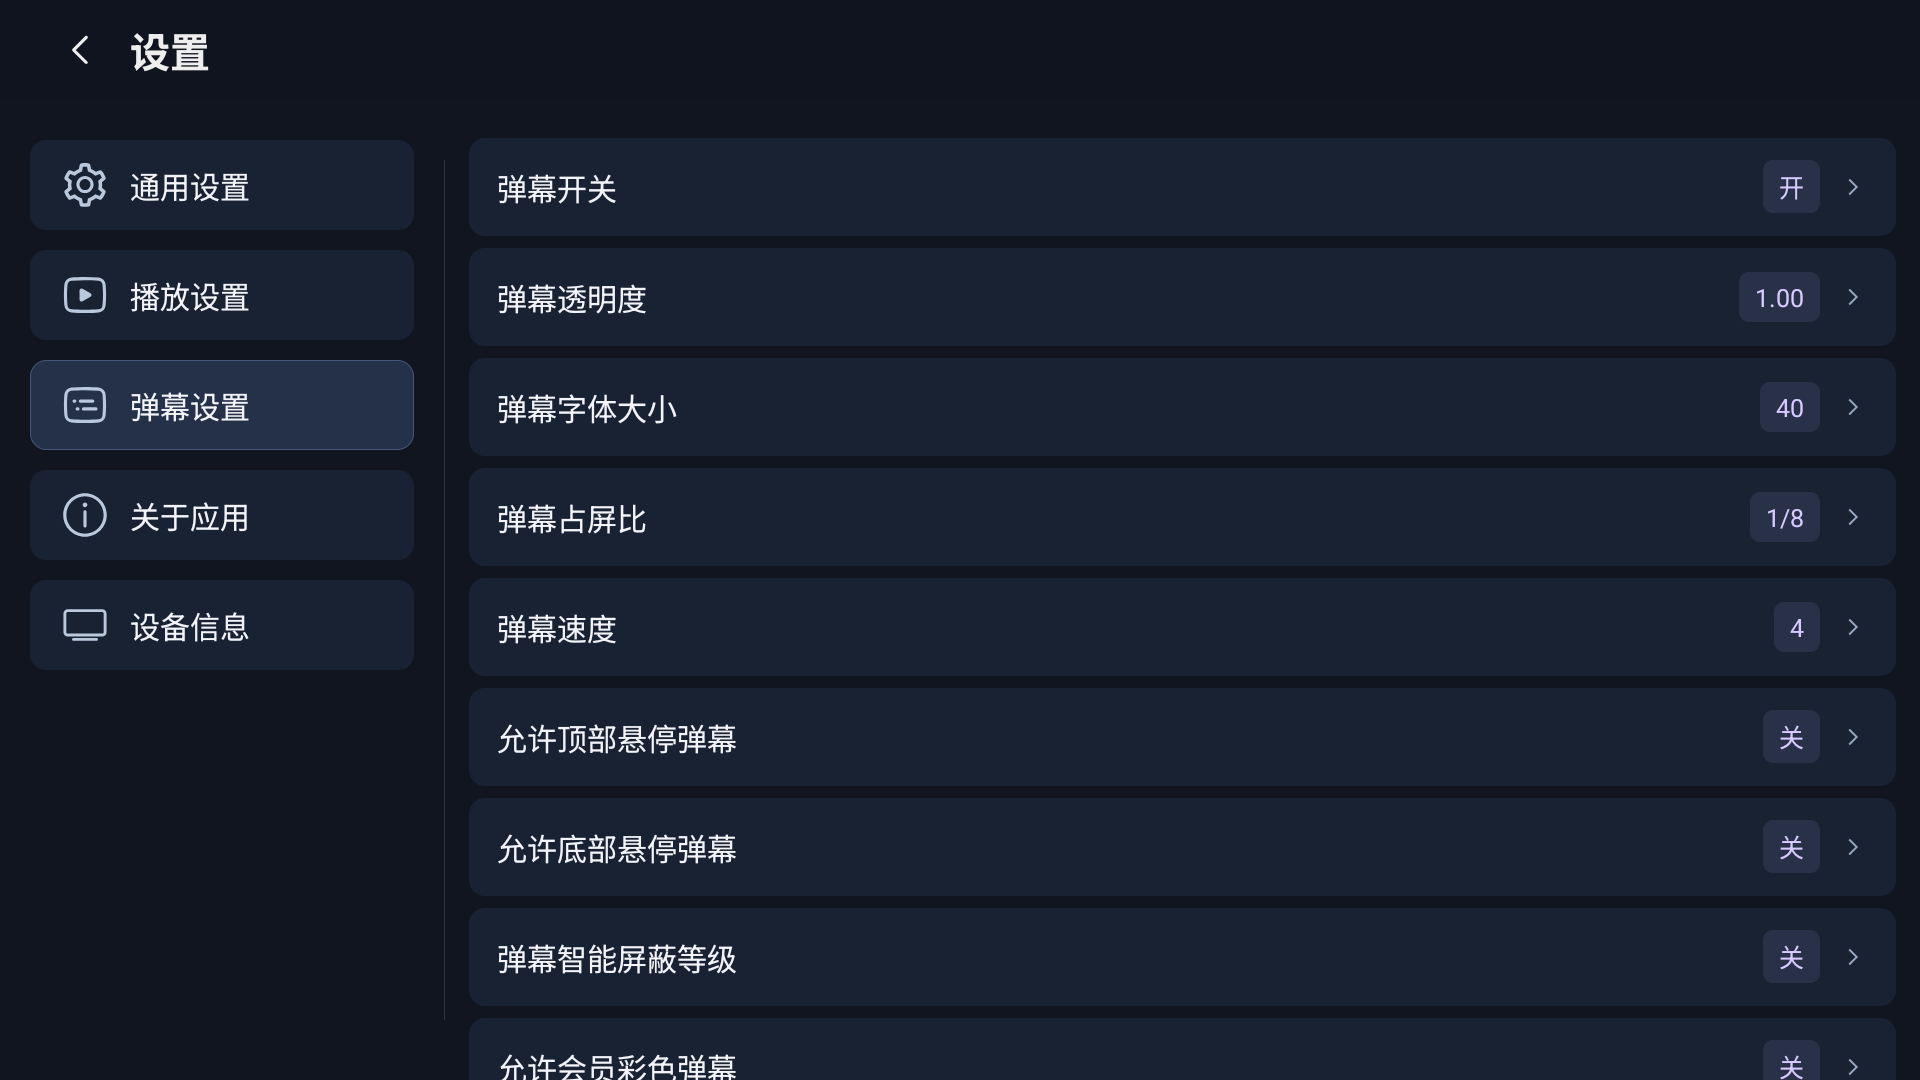 设置
通用设置
播放设置
弹幕设置
关于应用
设备信息
弹幕开关 开
弹幕透明度 1.00
弹幕字体大小 40
弹幕占屏比 1/8
弹幕速度 4
允许顶部悬停弹幕 关
允许底部悬停弹幕 关
弹幕智能屏蔽等级 关
允许会员彩色弹幕 关